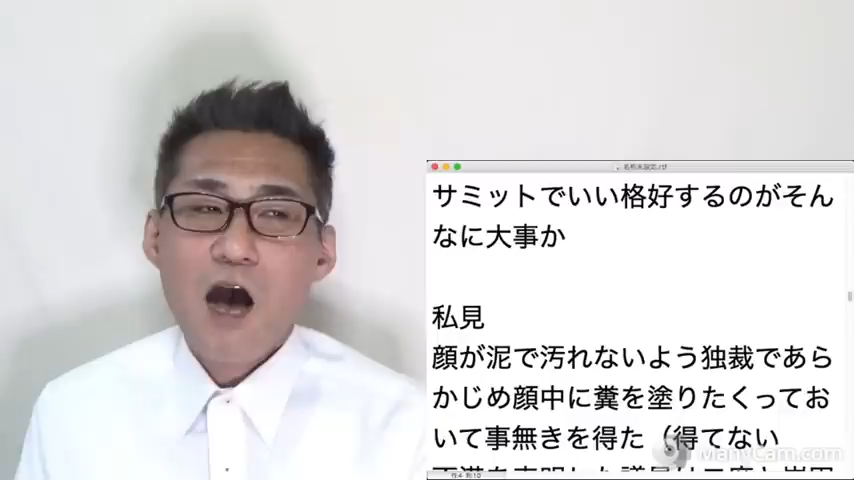 サミットでいい格好するのがそん
なに大事か
私見
顔が泥で汚れないよう独裁であら
かじめ顔中に糞を塗りたくってお
いて事無きを得た（得てない
ManyCam.com